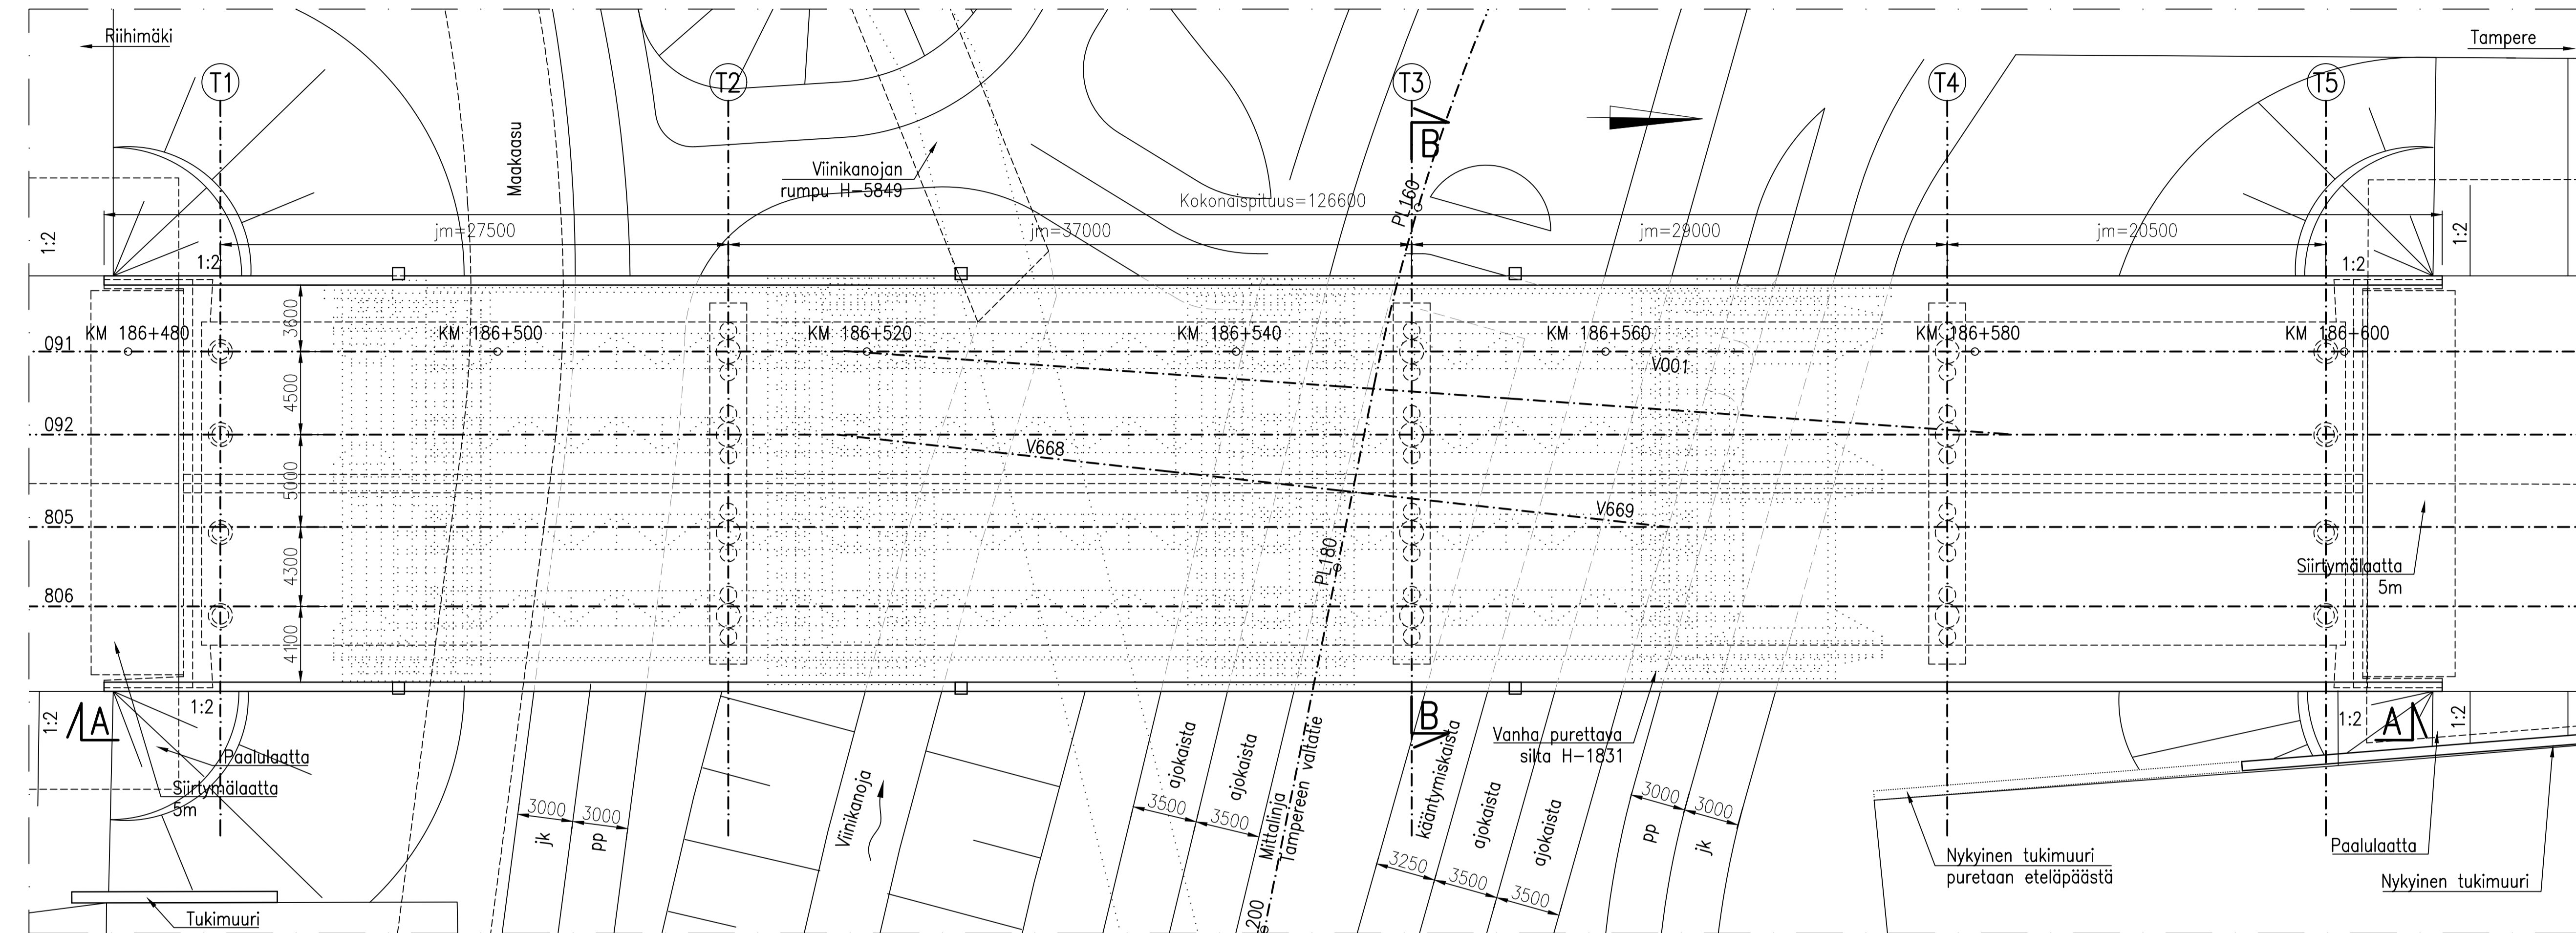 Riihimäki
Tampere
T1
T2
T3
T4
T5
Maakaasu
Viinikanojan
rumpu H-5849
B
PL160
Kokonaispituus=126600
jm=27500
jm=37000
jm=29000
jm=20500
1:2
1:2
1:2
1:2
091
KM 186+480
KM 186+500
KM 186+520
KM 186+540
KM 186+560
KM 186+580
KM 186+600
3600
V001
4500
092
V668
5000
805
V669
4300
PL180
Siirtymälaatta
5m
806
4100
1:2
1:2
1:2
1:2
A
A
B
Paalulaatta
Siirtymälaatta
5m
Tukimuuri
3000
3000
jk
pp
Viinikanoja
ajokaista
ajokaista
3500
3500
Mittalinja
Tampereen valtatie
200
kääntymiskaista
ajokaista
ajokaista
3250
3500
3500
Vanha purettava
silta H-1831
3000
3000
pp
jk
Nykyinen tukimuuri
puretaan eteläpäästä
Paalulaatta
Nykyinen tukimuuri